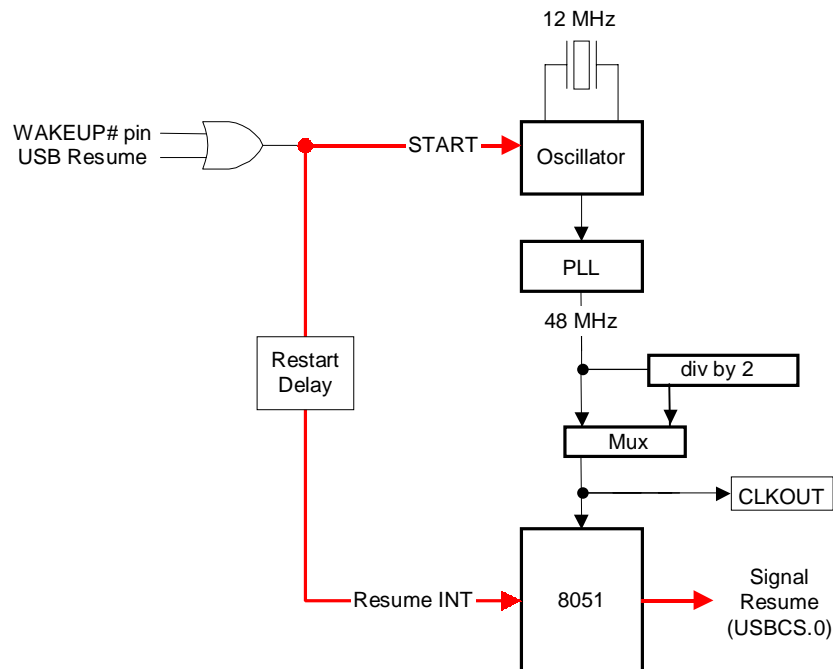 12 MHz
WAKEUP# pin
USB Resume
START
Oscillator
PLL
48 MHz
Restart
Delay
div by 2
Mux
CLKOUT
Resume INT
8051
Signal
Resume
(USBCS.0)